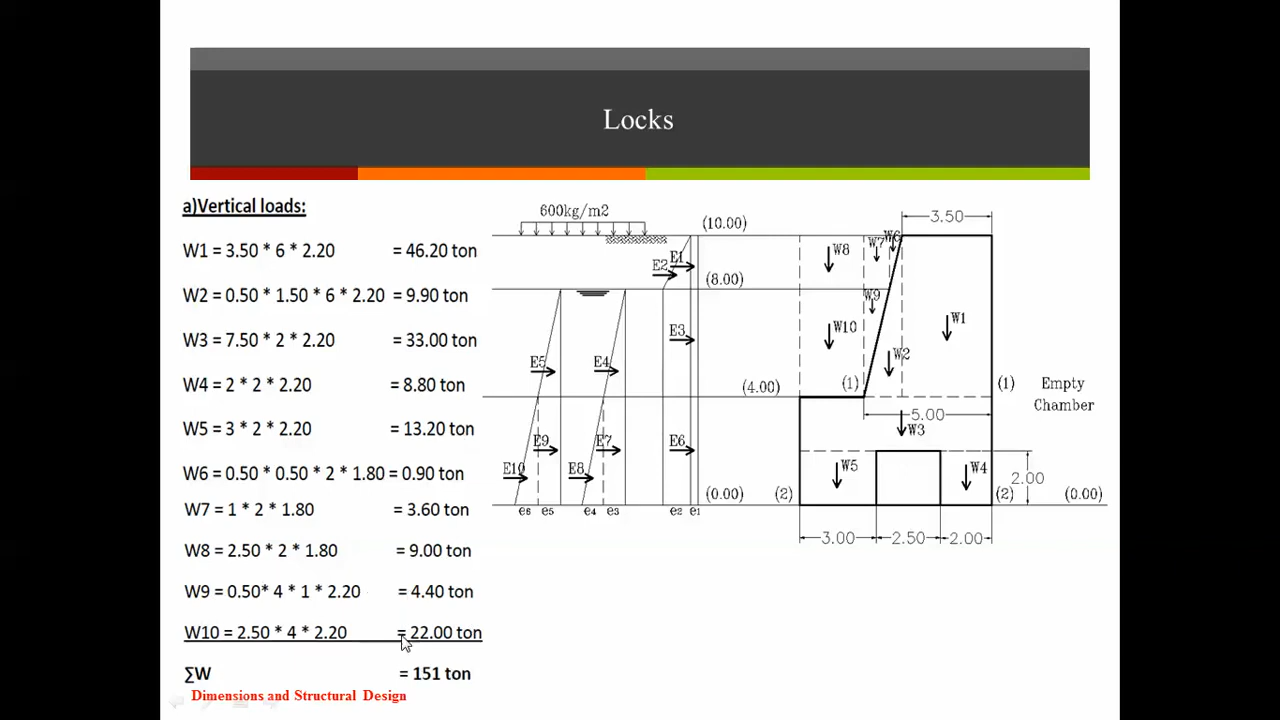 Locks
a)Vertical loads:
W1 = 3.50 * 6 * 2.20 = 46.20 ton
W2 = 0.50 * 1.50 * 6 * 2.20 = 9.90 ton
W3 = 7.50 * 2 * 2.20 = 33.00 ton
W4 = 2 * 2 * 2.20 = 8.80 ton
W5 = 3 * 2 * 2.20 = 13.20 ton
W6 = 0.50 * 0.50 * 2 * 1.80 = 0.90 ton
W7 = 1 * 2 * 1.80 = 3.60 ton
W8 = 2.50 * 2 * 1.80 = 9.00 ton
W9 = 0.50* 4 * 1 * 2.20 = 4.40 ton
W10 = 2.50 * 4 * 2.20 = 22.00 ton
∑W = 151 ton
Dimensions and Structural Design
600kg/m2
(10.00)
3.50
W8
W7
W6
E2
E1
(8.00)
W9
W10
W1
E3
E5
E4
W2
(4.00)
(1)
(1)
Empty
Chamber
5.00
W3
E9
E7
E6
E10
E8
W5
W4
2.00
(0.00)
(2)
(2)
(0.00)
e6 e5 e4 e3 e2 e1
3.00
2.50
2.00